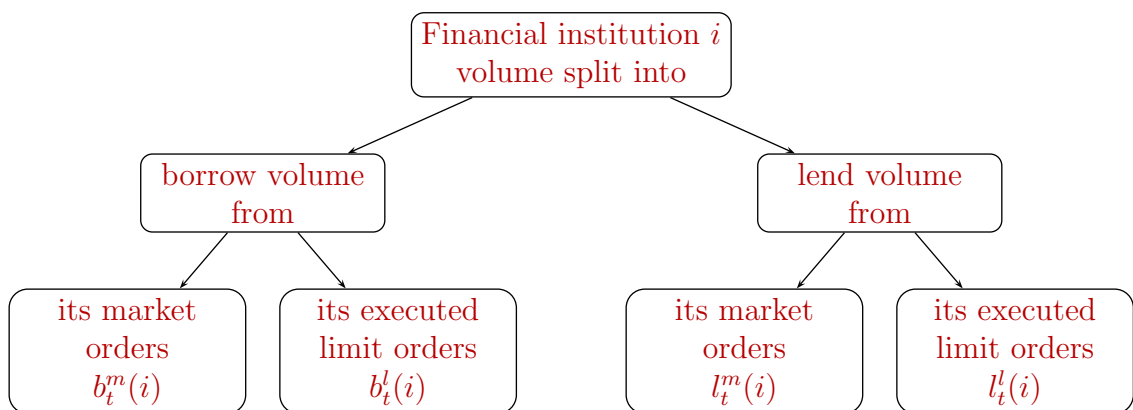 Financial institution i
volume split into
borrow volume
from
lend volume
from
its market
orders
b_t^m(i)
its executed
limit orders
b_t^l(i)
its market
orders
l_t^m(i)
its executed
limit orders
l_t^l(i)